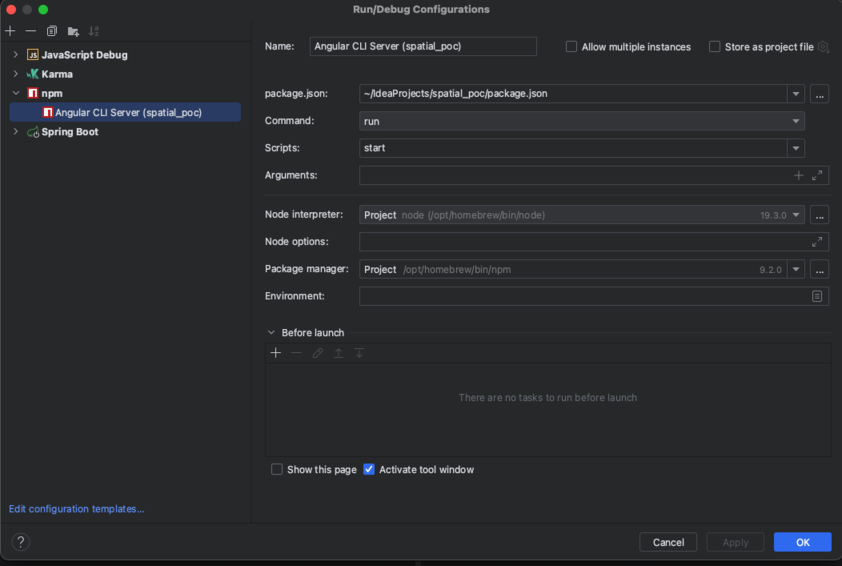 Run/Debug Configurations
JavaScript Debug
Karma
npm
Angular CLI Server (spatial_poc)
Spring Boot
Edit configuration templates...
Name: Angular CLI Server (spatial_poc) Allow multiple instances Store as project file
package.json: ~/IdeaProjects/spatial_poc/package.json ...
Command: run
Scripts: start
Arguments:
Node interpreter: Project node (/opt/homebrew/bin/node) 19.3.0 ...
Node options:
Package manager: Project /opt/homebrew/bin/npm 9.2.0 ...
Environment:
Before launch
There are no tasks to run before launch
Show this page Activate tool window
? Cancel Apply OK